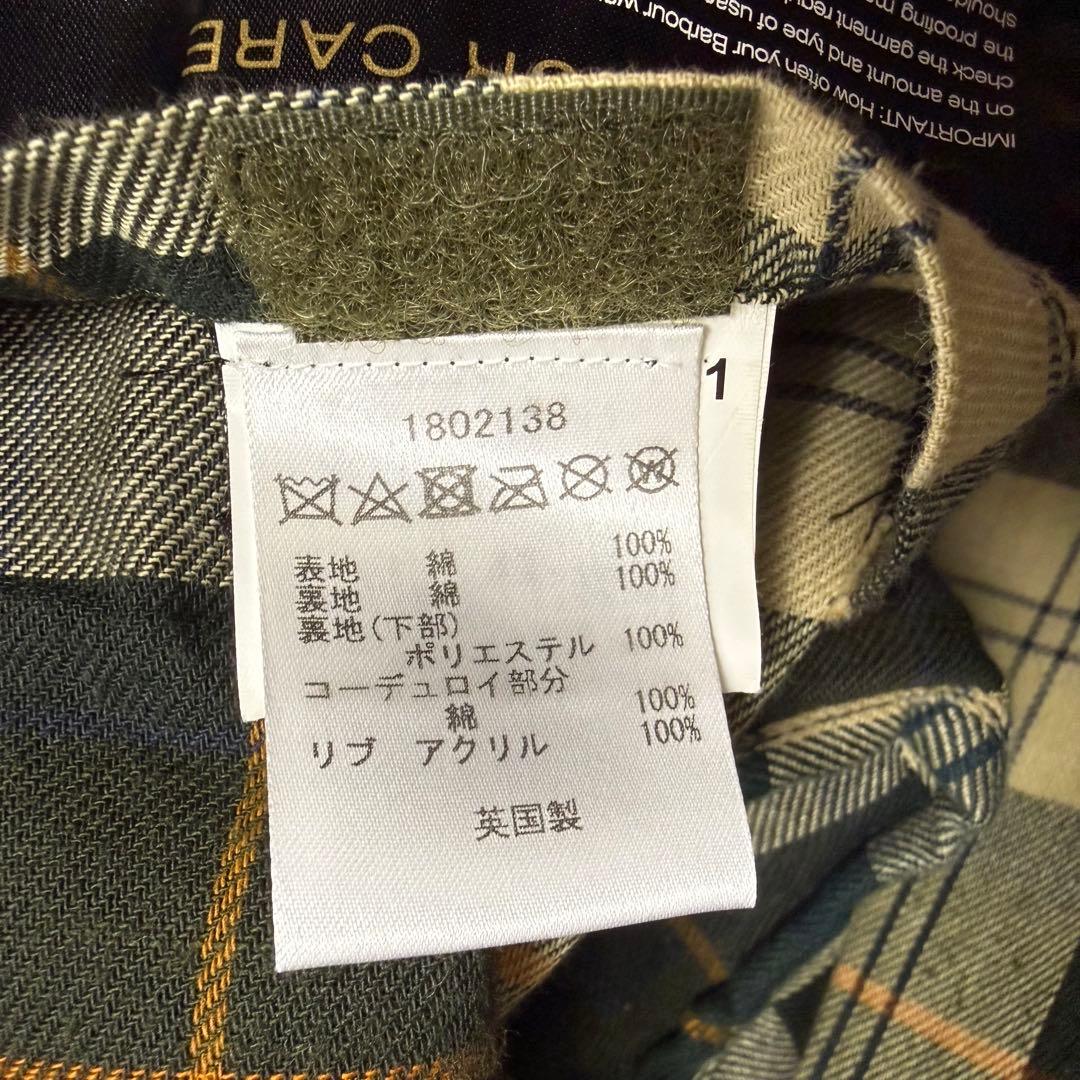 OR CARE
IMPORTANT: How often your Barbour wa
on the amount and type of usa
check the garment regu
the proofing m
shoul
1
1802138
表地 綿 100%
裏地 綿 100%
裏地(下部)
ポリエステル 100%
コーデュロイ部分
綿 100%
リブ アクリル 100%
英国製